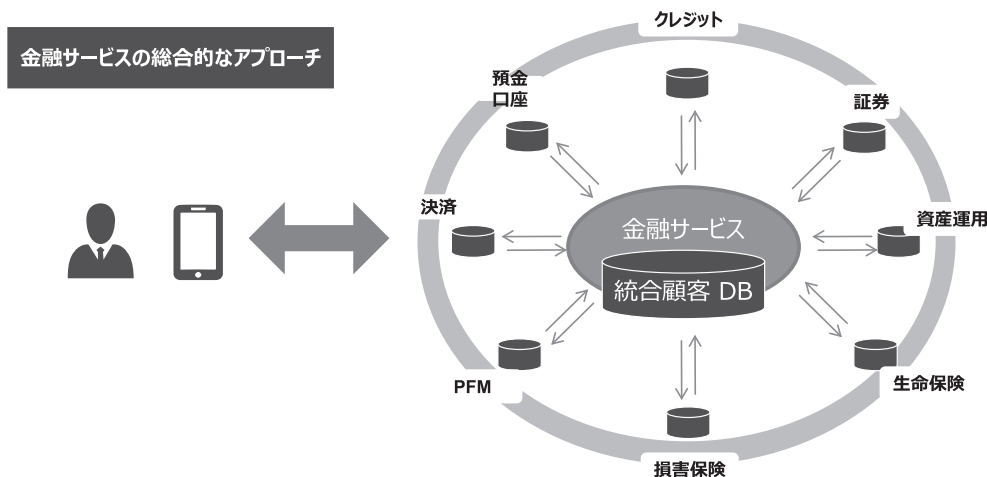 金融サービスの総合的なアプローチ
クレジット
預金
口座
証券
決済
資産運用
金融サービス
統合顧客 DB
PFM
生命保険
損害保険